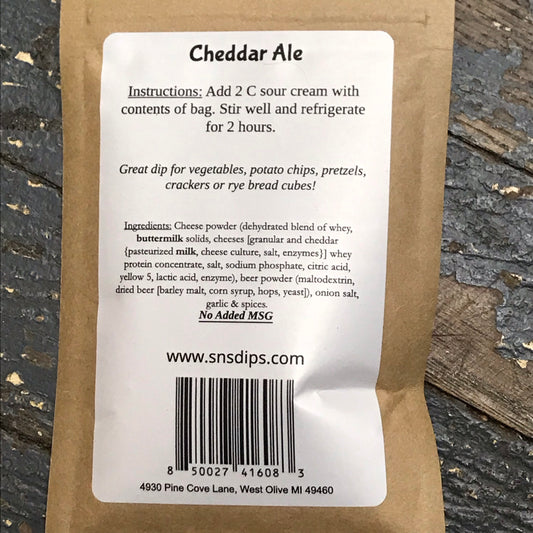 Cheddar Ale
Instructions: Add 2 C sour cream with
contents of bag. Stir well and refrigerate
for 2 hours.
Great dip for vegetables, potato chips, pretzels,
crackers or rye bread cubes!
Ingredients: Cheese powder (dehydrated blend of whey,
buttermilk solids, cheeses [granular and cheddar
{pasteurized milk, cheese culture, salt, enzymes}] whey
protein concentrate, salt, sodium phosphate, citric acid,
yellow 5, lactic acid, enzyme), beer powder (maltodextrin,
dried beer [barley malt, corn syrup, hops, yeast]), onion salt,
garlic & spices.
No Added MSG
www.snsdips.com
8 50027 41608 3
4930 Pine Cove Lane, West Olive MI 49460